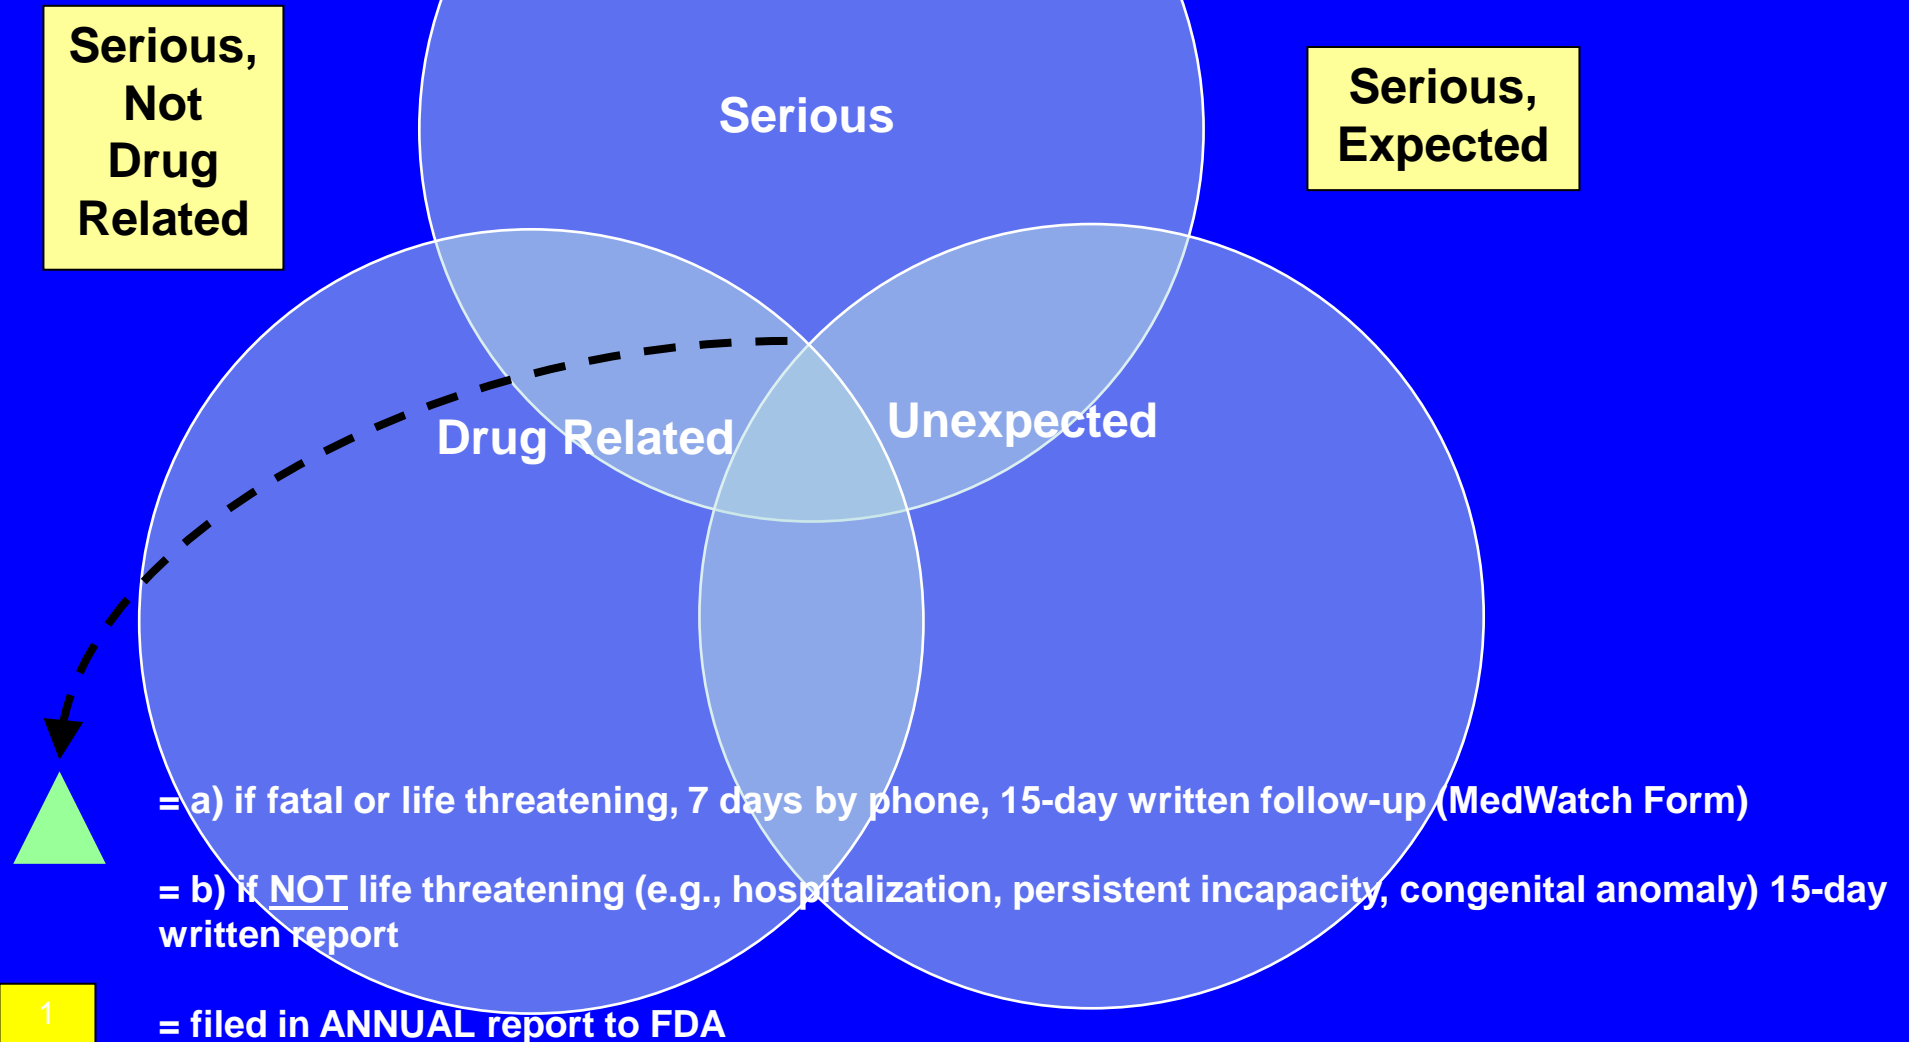 Serious,
Not
Drug
Related
Serious
Serious,
Expected
Drug Related
Unexpected
= a) if fatal or life threatening, 7 days by phone, 15-day written follow-up (MedWatch Form)
= b) if NOT life threatening (e.g., hospitalization, persistent incapacity, congenital anomaly) 15-day
written report
1
= filed in ANNUAL report to FDA